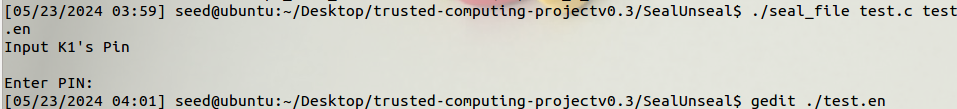 [05/23/2024 03:59] seed@ubuntu:~/Desktop/trusted-computing-projectv0.3/SealUnseal$ ./seal_file test.c test
.en
Input K1's Pin
Enter PIN:
[05/23/2024 04:01] seed@ubuntu:~/Desktop/trusted-computing-projectv0.3/SealUnseal$ gedit ./test.en